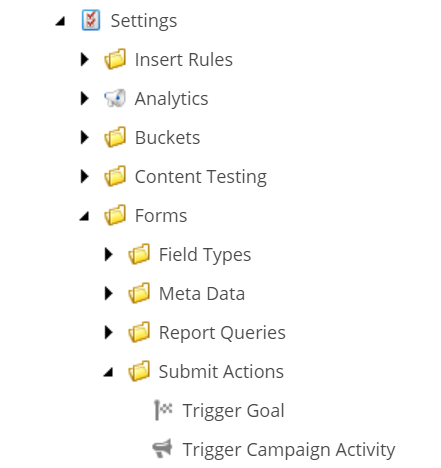 Settings
Insert Rules
Analytics
Buckets
Content Testing
Forms
Field Types
Meta Data
Report Queries
Submit Actions
Trigger Goal
Trigger Campaign Activity